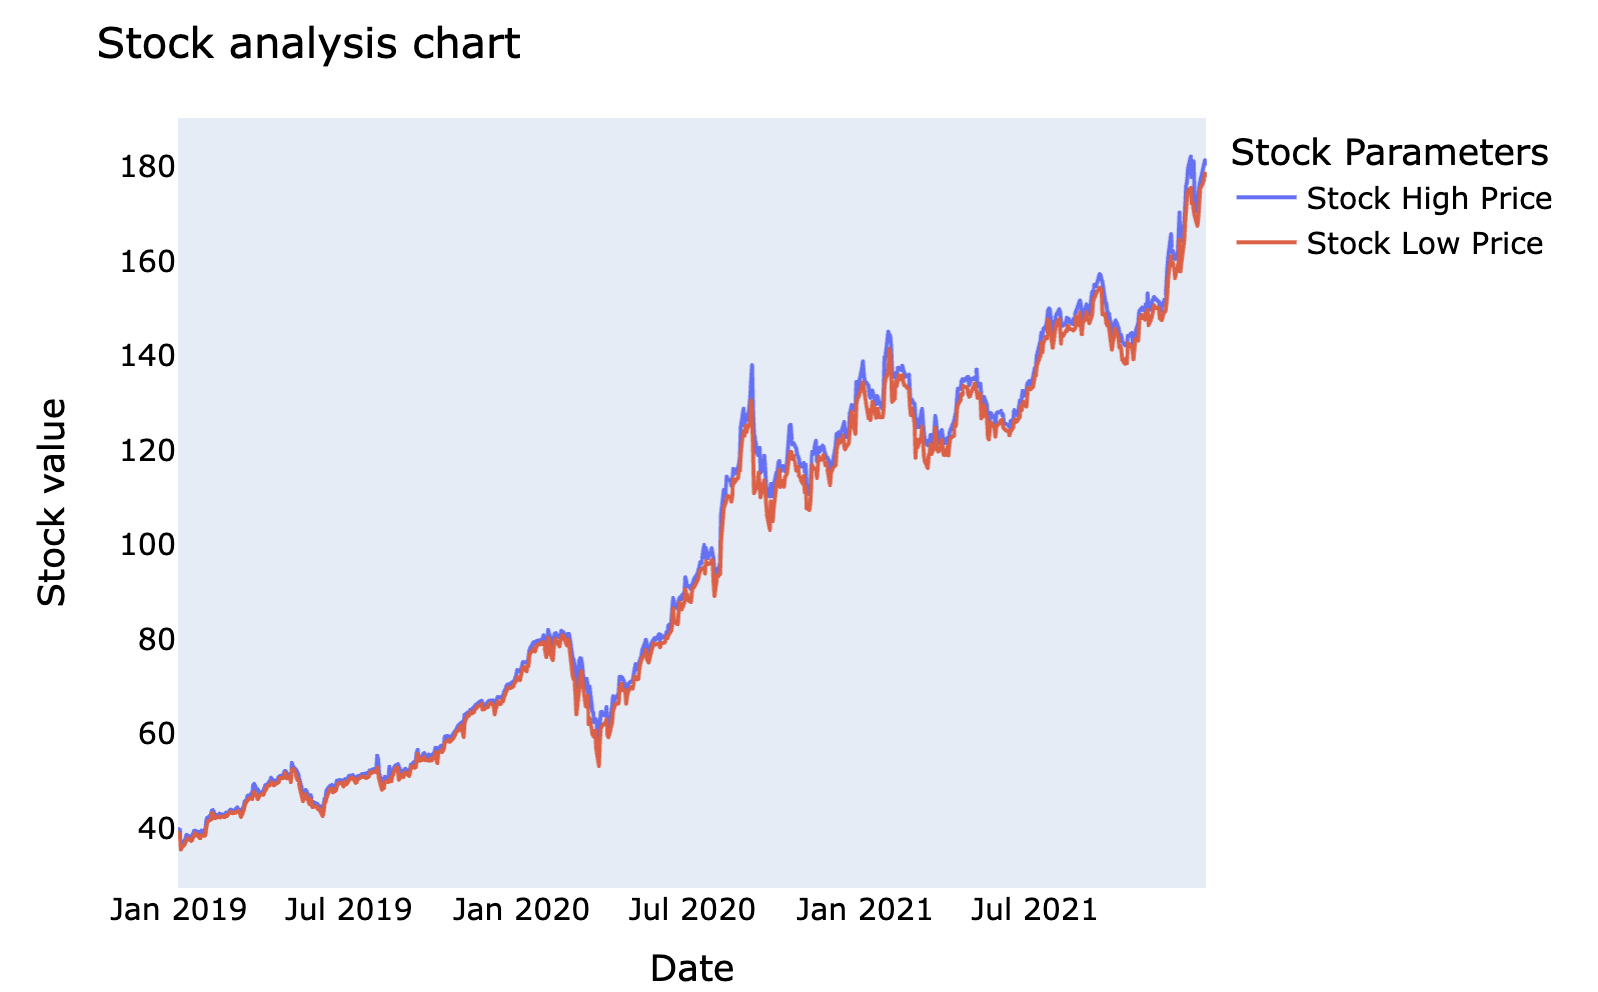 Stock analysis chart
Stock Parameters
Stock High Price
Stock Low Price
Stock value
180
160
140
120
100
80
60
40
Jan 2019 Jul 2019 Jan 2020 Jul 2020 Jan 2021 Jul 2021
Date